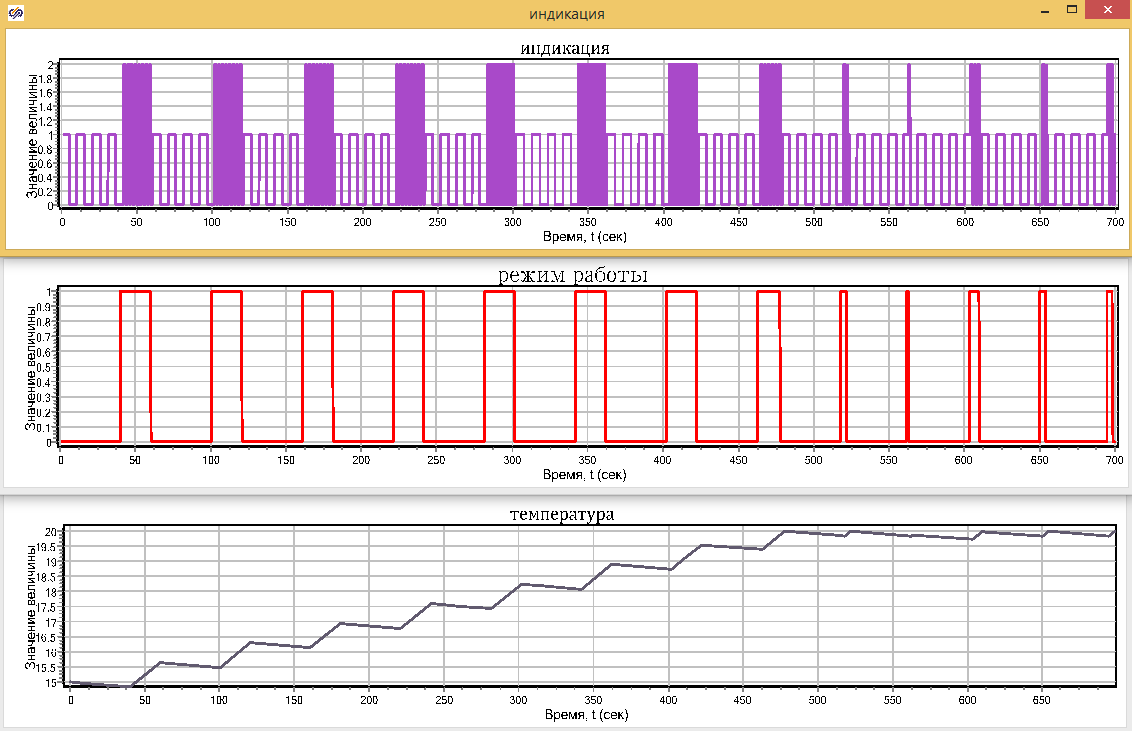 индикация
индикация
Значение величины
2
1.8
1.6
1.4
1.2
1
0.8
0.6
0.4
0.2
0
0 50 100 150 200 250 300 350 400 450 500 550 600 650 700
Время, t (сек)
режим работы
Значение величины
1
0.9
0.8
0.7
0.6
0.5
0.4
0.3
0.2
0.1
0
0 50 100 150 200 250 300 350 400 450 500 550 600 650 700
Время, t (сек)
температура
Значение величины
20
19.5
19
18.5
18
17.5
17
16.5
16
15.5
15
0 50 100 150 200 250 300 350 400 450 500 550 600 650
Время, t (сек)